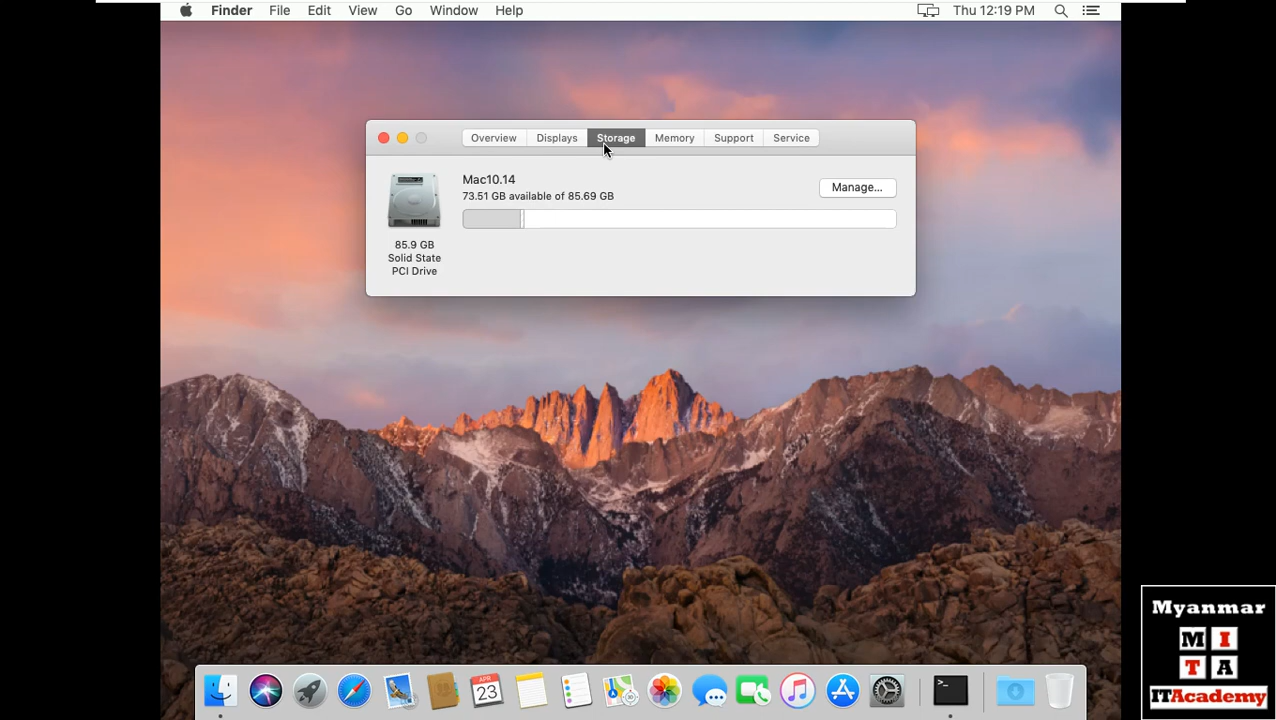 Finder File Edit View Go Window Help Thu 12:19 PM
Overview Displays Storage Memory Support Service
Mac10.14
73.51 GB available of 85.69 GB
Manage...
85.9 GB
Solid State
PCI Drive
APR
23
>_
Myanmar
M I
T A
ITAcademy